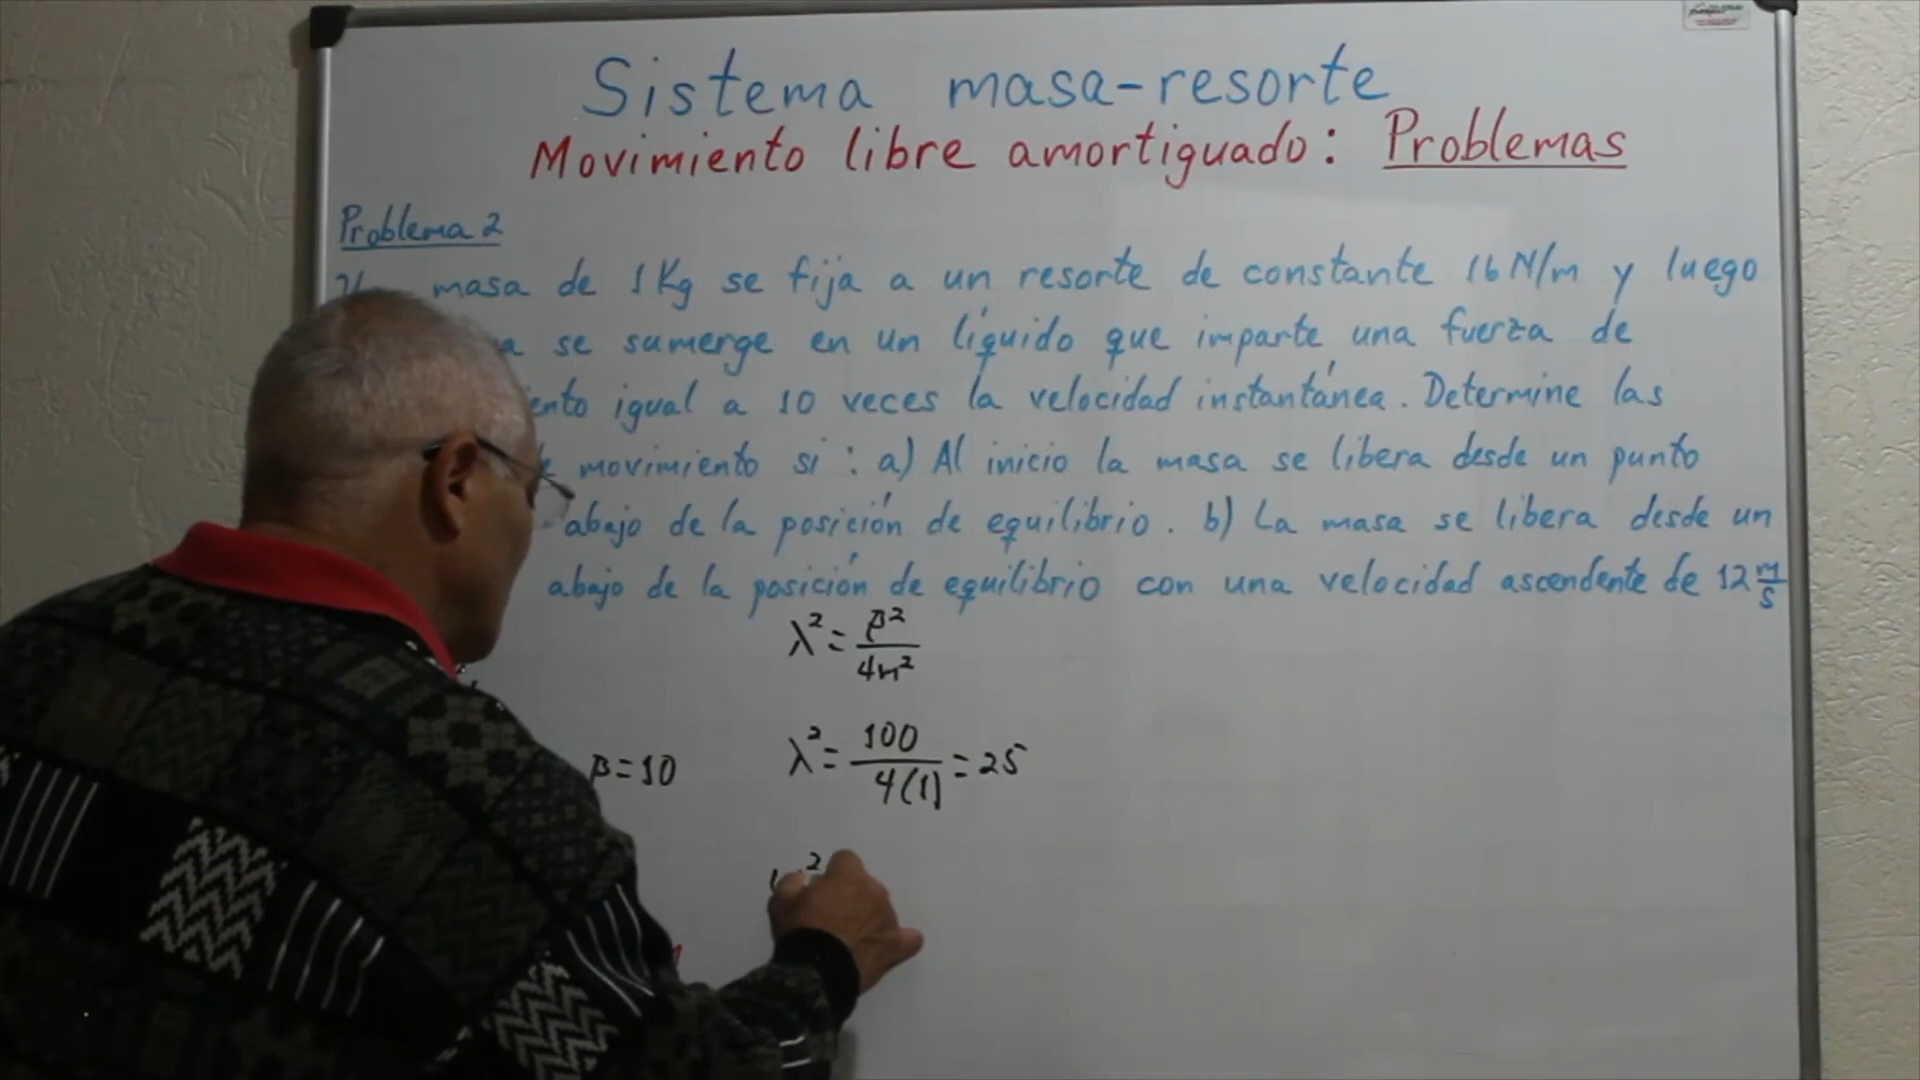 Sistema masa-resorte
Movimiento libre amortiguado: Problemas
Problema 2
masa de 1Kg se fija a un resorte de constante 16 N/m y luego
se sumerge en un líquido que imparte una fuerza de
igual a 10 veces la velocidad instantánea. Determine las
movimiento si : a) Al inicio la masa se libera desde un punto
abajo de la posición de equilibrio. b) La masa se libera desde un
abajo de la posición de equilibrio con una velocidad ascendente de 12 m/s
λ² = β²/4m²
β=10
λ² = 100/4(1) = 25